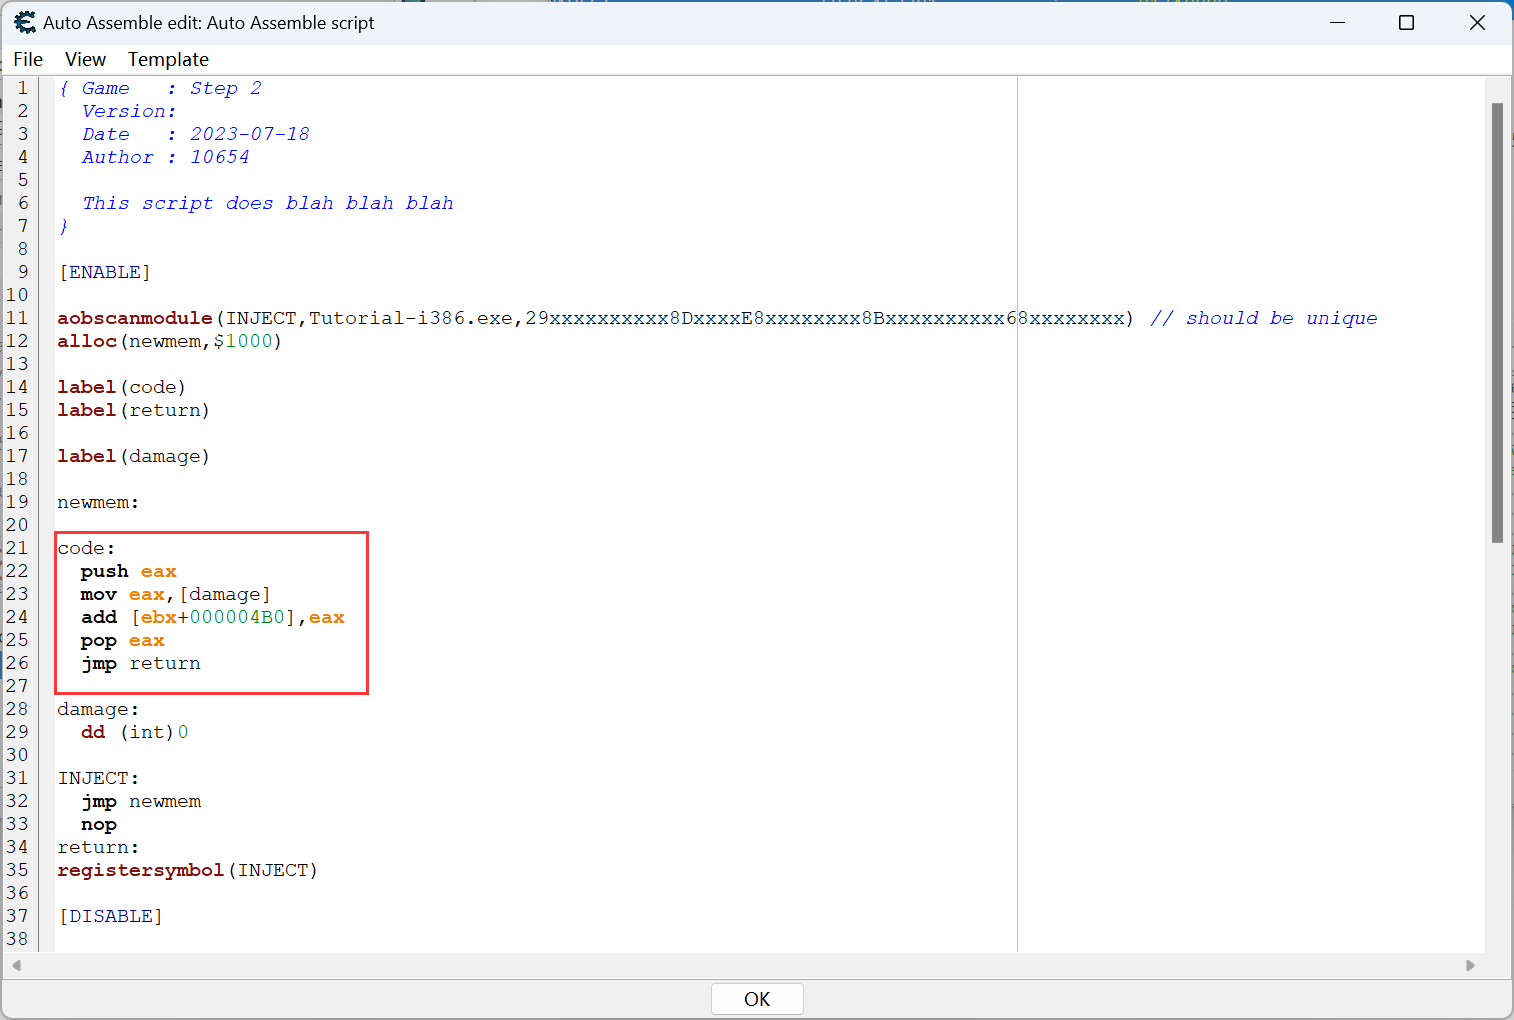 Auto Assemble edit: Auto Assemble script
File View Template
1 { Game   : Step 2
2   Version:
3   Date   : 2023-07-18
4   Author : 10654
5
6   This script does blah blah blah
7 }
8
9 [ENABLE]
10
11 aobscanmodule(INJECT,Tutorial-i386.exe,29xxxxxxxxxx8DxxxxE8xxxxxxxx8Bxxxxxxxxxx68xxxxxxxx) // should be unique
12 alloc(newmem,$1000)
13
14 label(code)
15 label(return)
16
17 label(damage)
18
19 newmem:
20
21 code:
22   push eax
23   mov eax,[damage]
24   add [ebx+000004B0],eax
25   pop eax
26   jmp return
27
28 damage:
29   dd (int)0
30
31 INJECT:
32   jmp newmem
33   nop
34 return:
35 registersymbol(INJECT)
36
37 [DISABLE]
38
OK